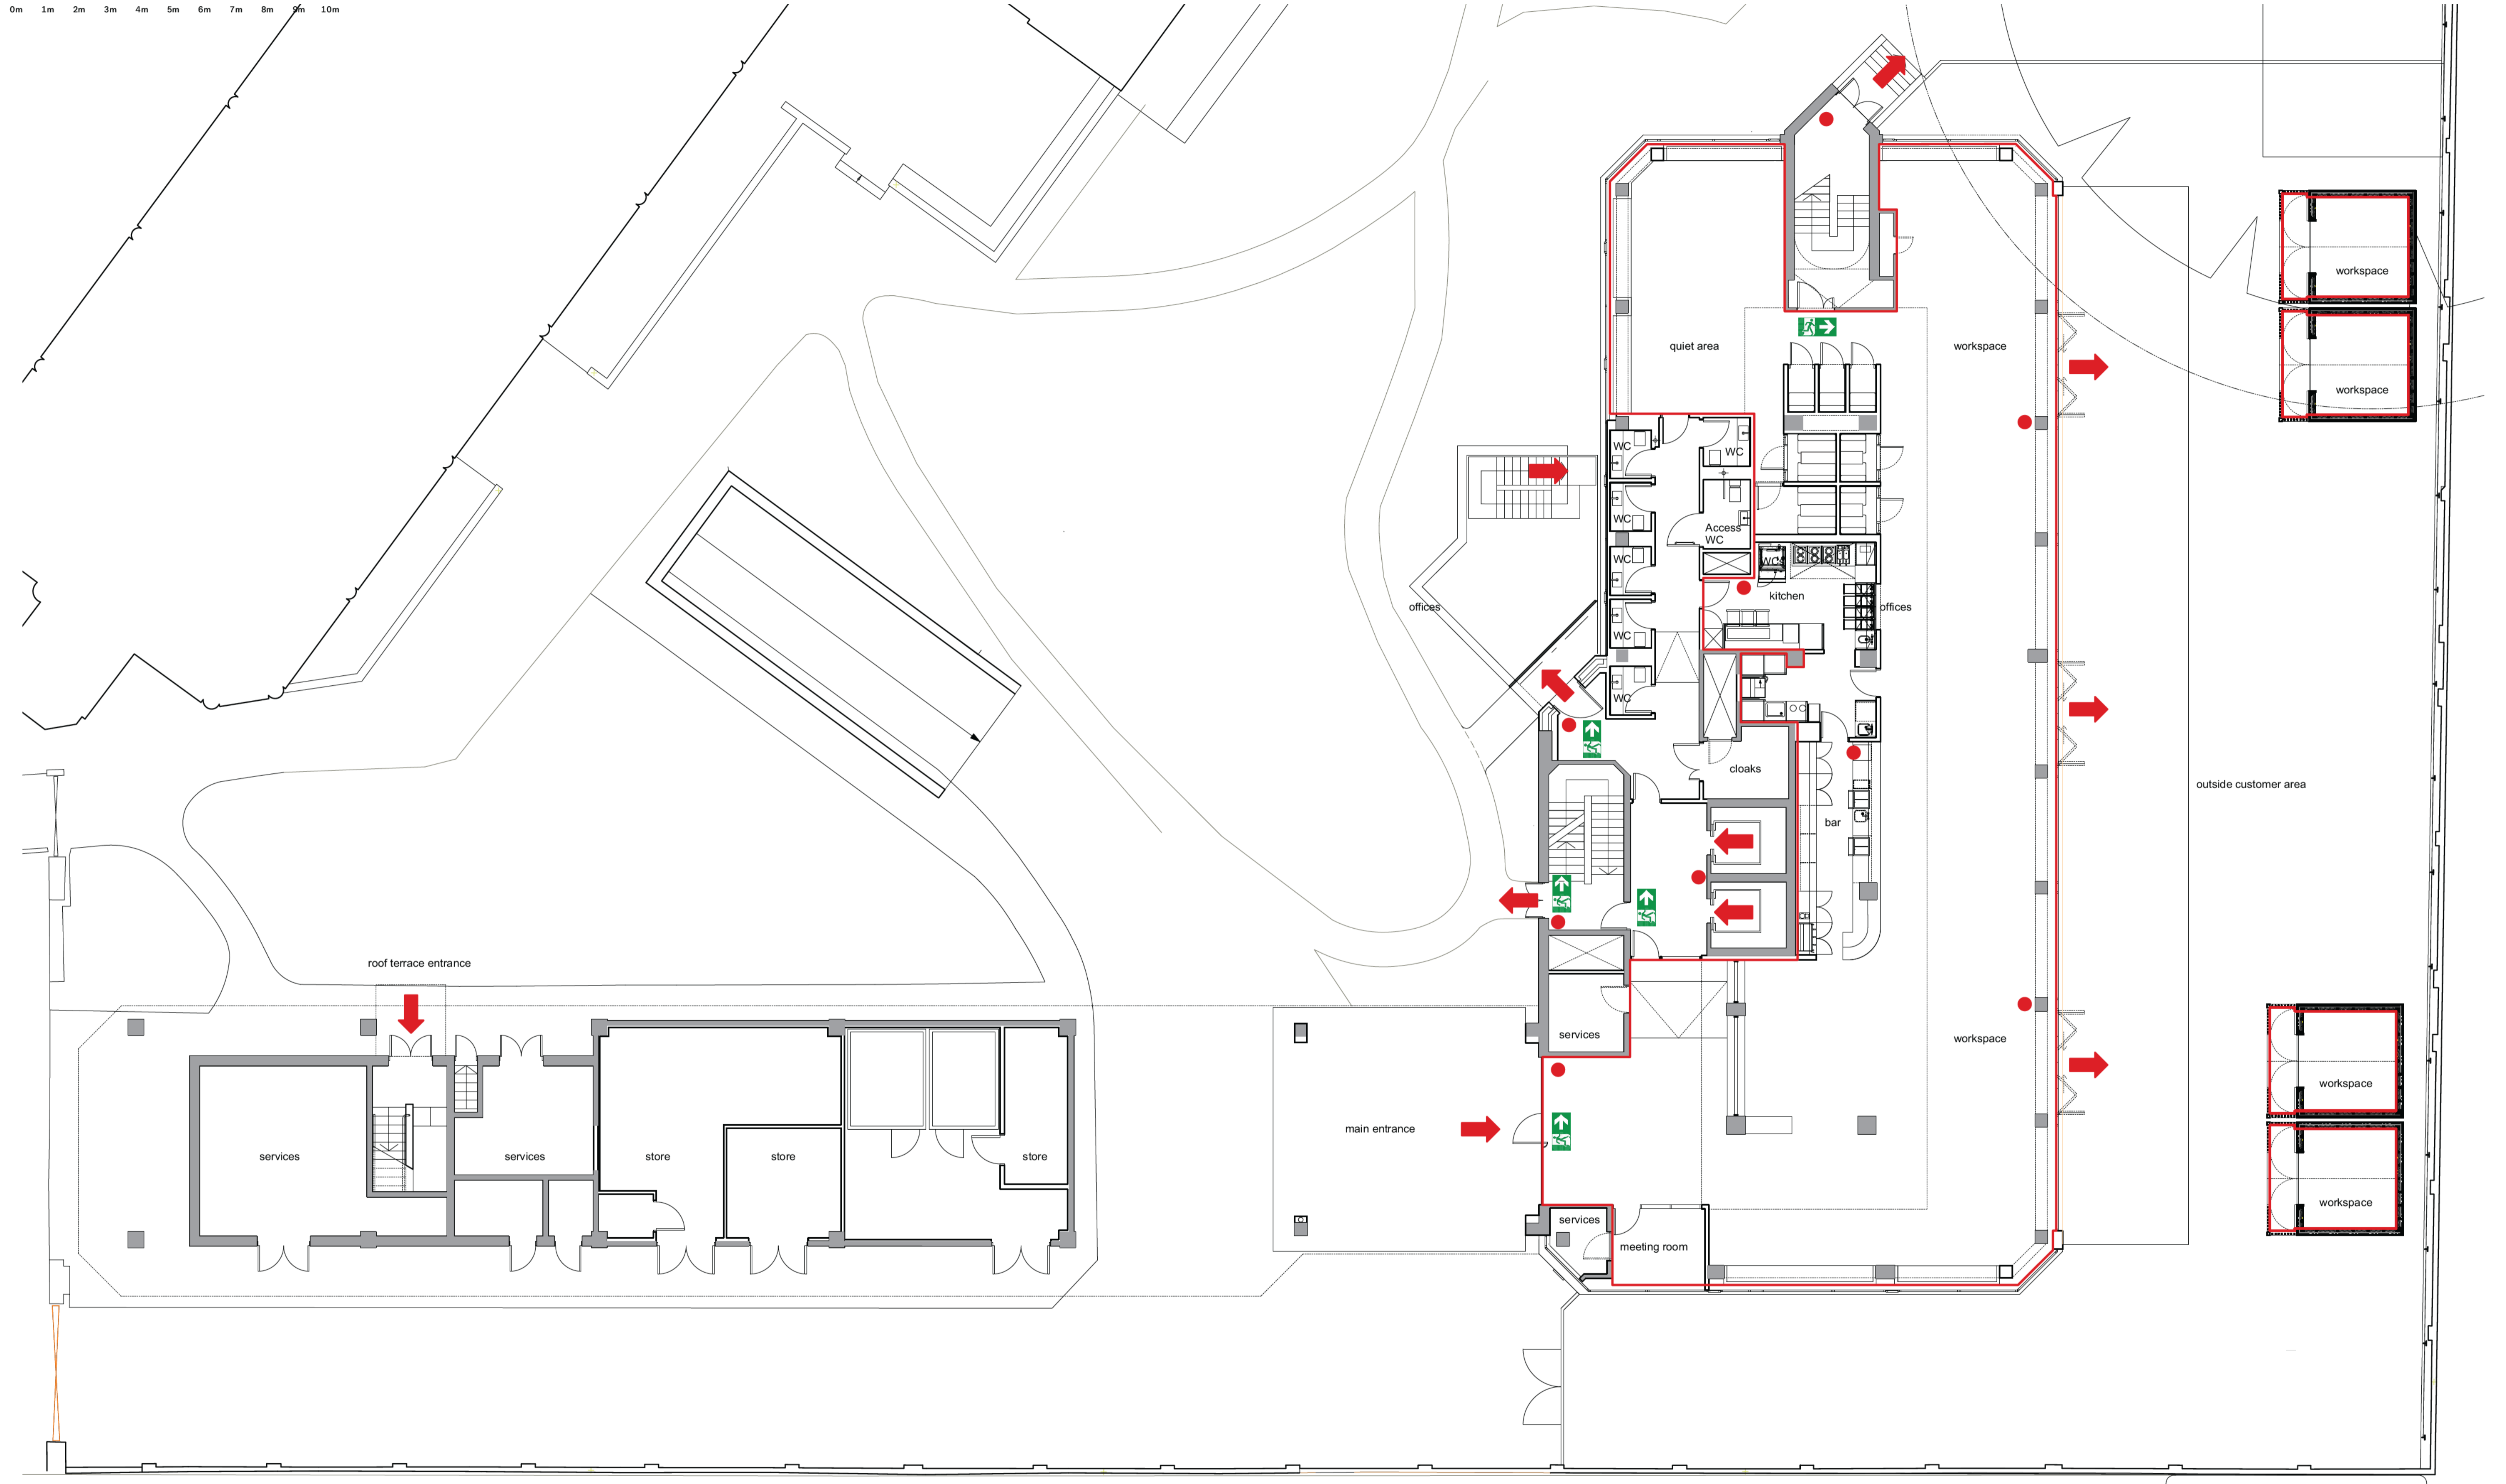 0m 1m 2m 3m 4m 5m 6m 7m 8m 9m 10m
workspace
quiet area
workspace
workspace
WC
WC
WC
Access
WC
WC
WC
kitchen
offices
offices
WC
WC
cloaks
outside customer area
bar
roof terrace entrance
services
workspace
workspace
main entrance
services
services
store
store
store
workspace
services
meeting room